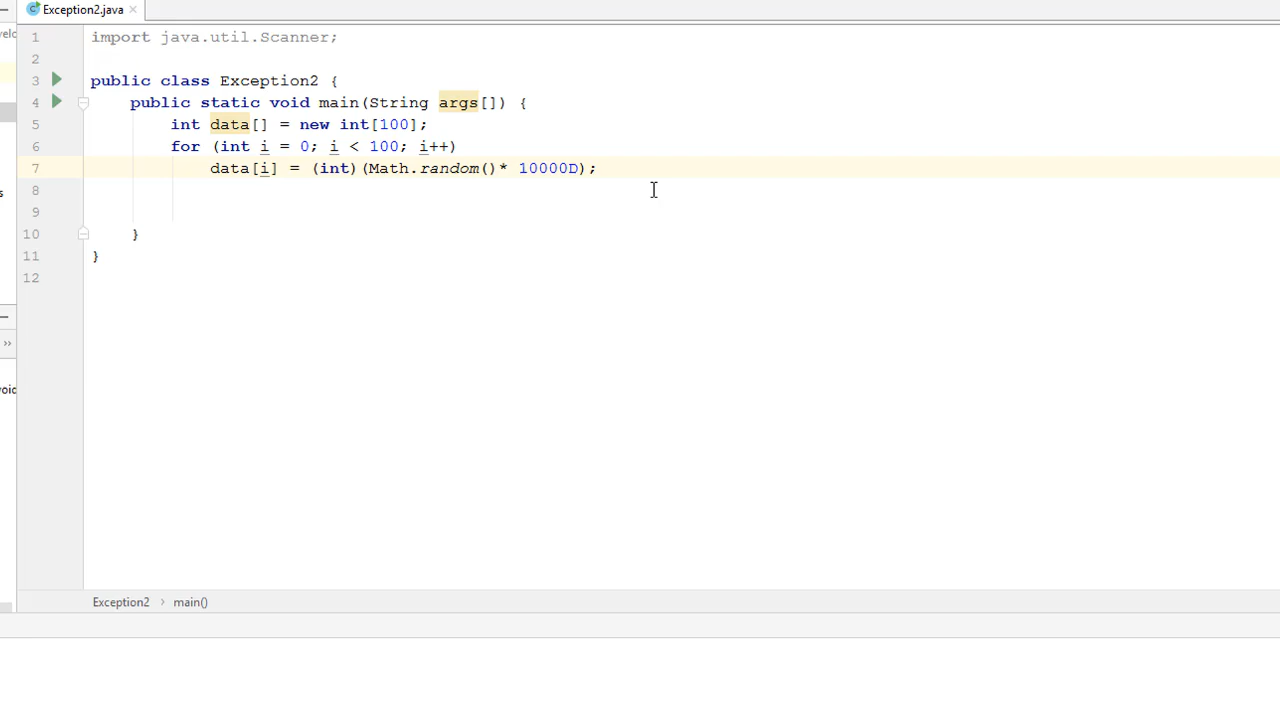 Exception2.java
velc
1 import java.util.Scanner;
2
3 public class Exception2 {
4 public static void main(String args[]) {
5 int data[] = new int[100];
6 for (int i = 0; i < 100; i++)
7 data[i] = (int)(Math.random()* 10000D);
8
s
9
10 }
11 }
12
»
void
Exception2 › main()